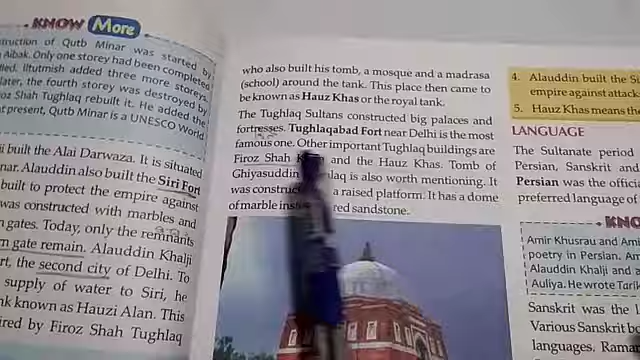 KNOW More
truction of Qutb Minar was started by
Aibak. Only one storey had been completed
died. Iltutmish added three more storeys.
later, the fourth storey was destroyed by
oz Shah Tughlaq rebuilt it. He added the
t present, Qutb Minar is a UNESCO World
ji built the Alai Darwaza. It is situated
nar. Alauddin also built the Siri Fort
built to protect the empire against
was constructed with marbles and
gates. Today, only the remnants
n gate remain. Alauddin Khalji
rt, the second city of Delhi. To
supply of water to Siri, he
nk known as Hauzi Alan. This
ired by Firoz Shah Tughlaq
who also built his tomb, a mosque and a madrasa
(school) around the tank. This place then came to
be known as Hauz Khas or the royal tank.
The Tughlaq Sultans constructed big palaces and
fortresses. Tughlaqabad Fort near Delhi is the most
famous one. Other important Tughlaq buildings are
Firoz Shah and the Hauz Khas. Tomb of
Ghiyasuddin laq is also worth mentioning. It
was construc a raised platform. It has a dome
of marble ins red sandstone.
4. Alauddin built the Si
empire against attack
5. Hauz Khas means the
LANGUAGE
The Sultanate period
Persian, Sanskrit and
Persian was the offici
preferred language of
KNO
Amir Khusrau and Ami
poetry in Persian. Am
Alauddin Khalji and a
Auliya. He wrote Tarik
Sanskrit was the l
Various Sanskrit bo
languages. Ramar